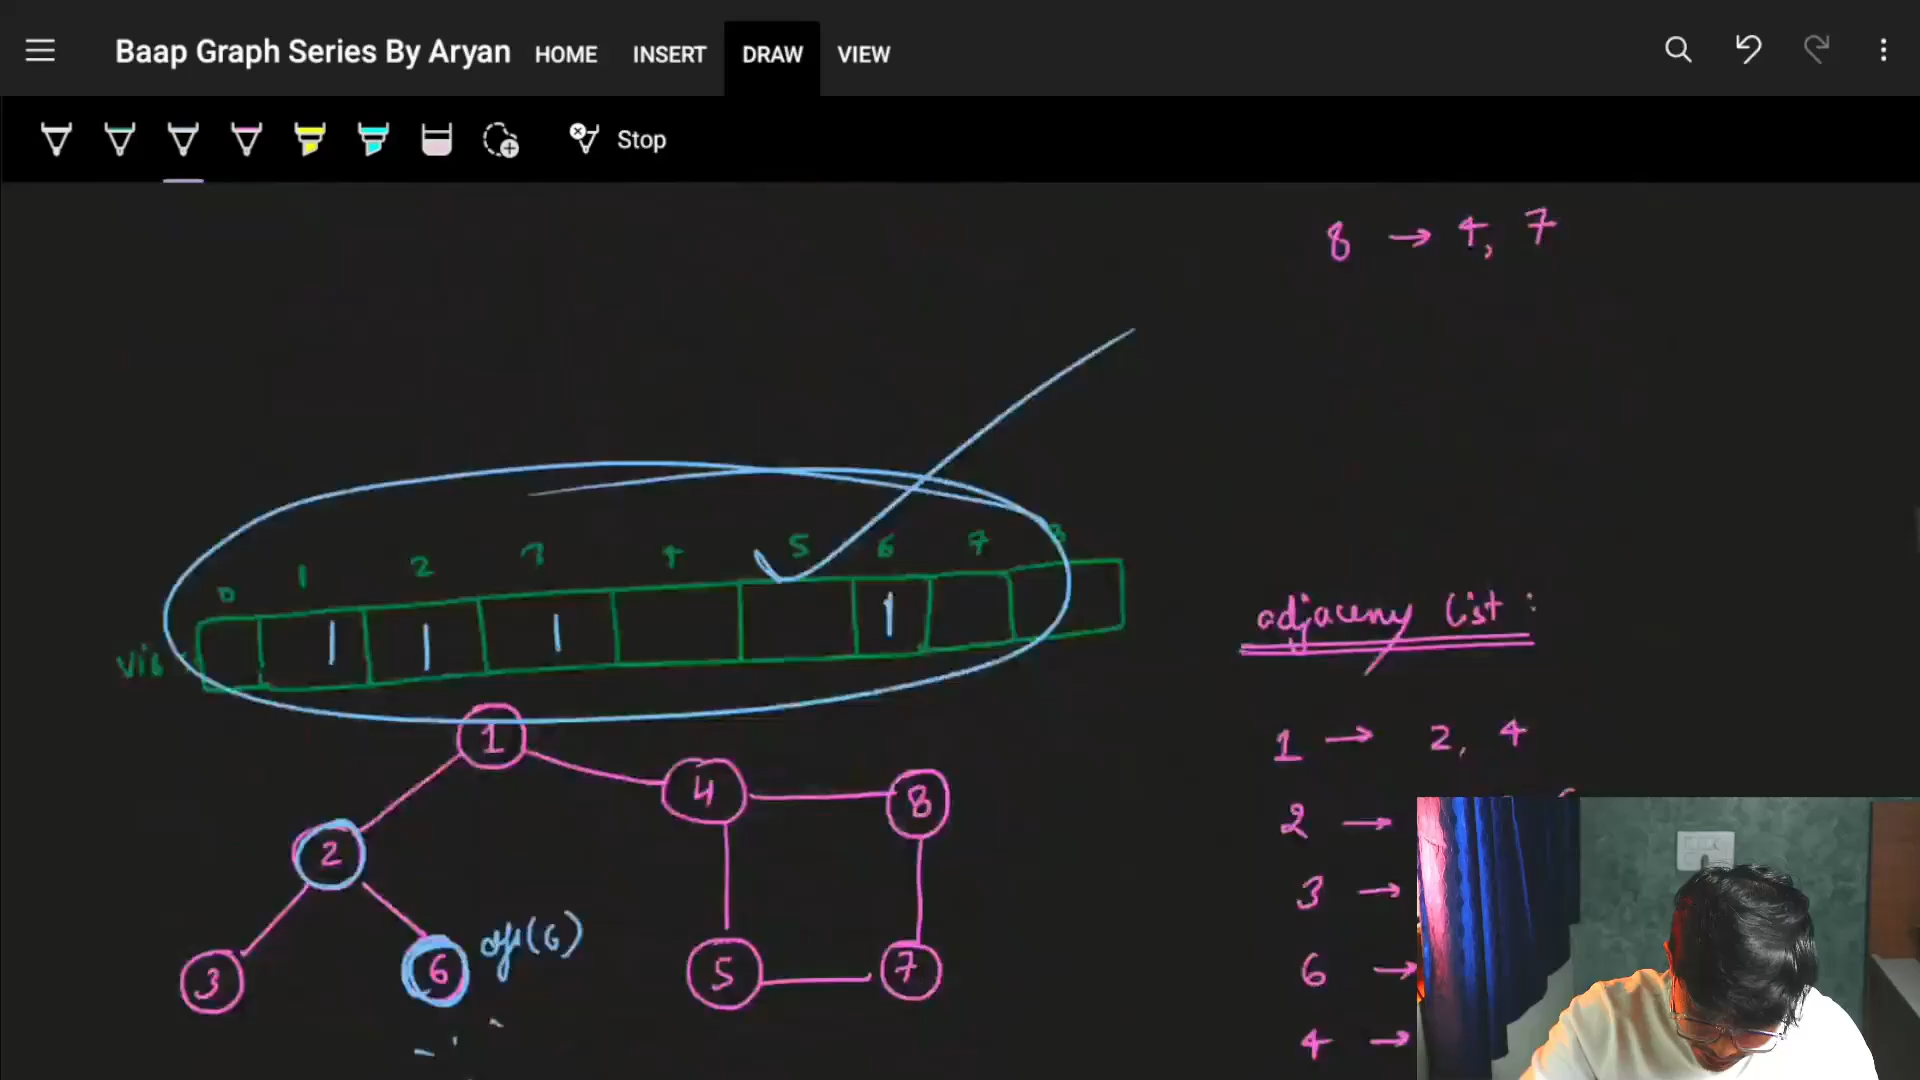 Baap Graph Series By Aryan HOME INSERT DRAW VIEW
Stop
8 → 4, 7
0 1 2 3 4 5 6 7 8
Vis 1 1 1 1
adjaceny list :
1 → 2, 4
2 →
3 →
6 →
4 →
1
4 8
2
3 6 dfs(6) 5 7